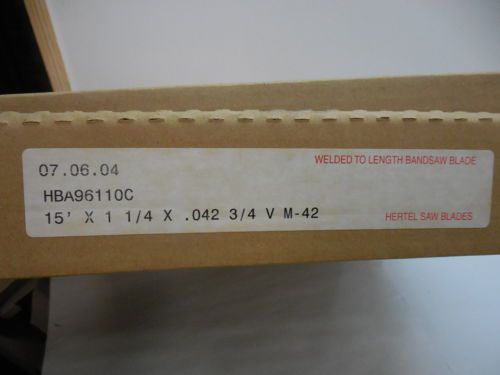 07.06.04
WELDED TO LENGTH BANDSAW BLADE
HBA96110C
15' X 1 1/4 X .042 3/4 V M-42
HERTEL SAW BLADES